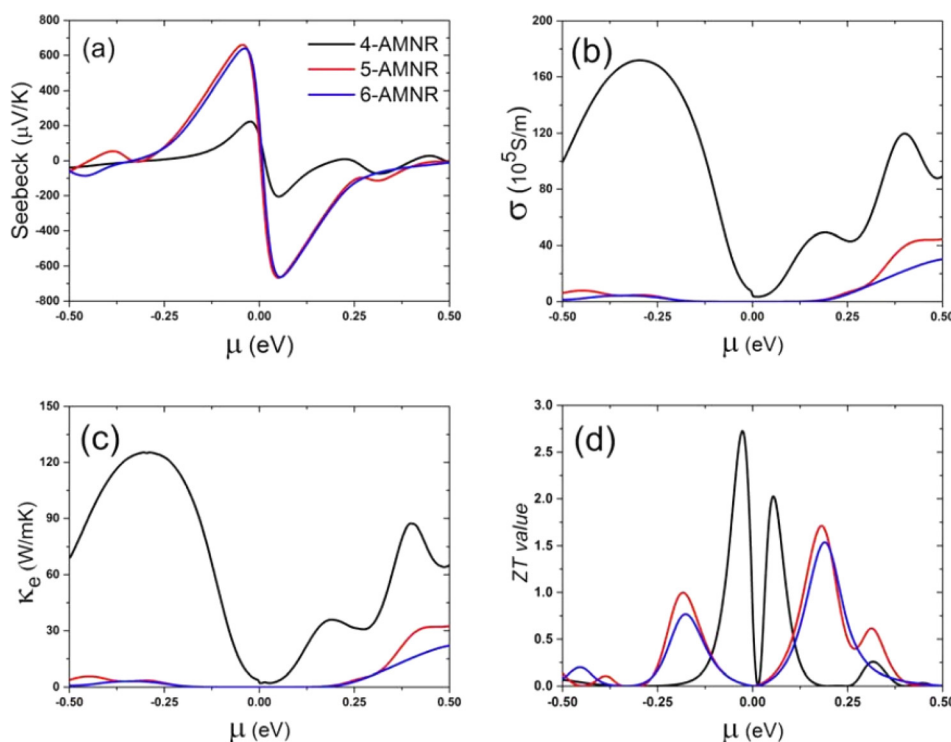 (a)
4-AMNR
5-AMNR
6-AMNR
Seebeck (μV/K)
800
600
400
200
0
-200
-400
-600
-800
-0.50 -0.25 0.00 0.25 0.50
μ (eV)
(b)
σ (10⁵S/m)
200
160
120
80
40
0
-0.50 -0.25 0.00 0.25 0.50
μ (eV)
(c)
κe (W/mK)
150
120
90
60
30
0
-0.50 -0.25 0.00 0.25 0.50
μ (eV)
(d)
ZT value
3.0
2.5
2.0
1.5
1.0
0.5
0.0
-0.50 -0.25 0.00 0.25 0.50
μ (eV)